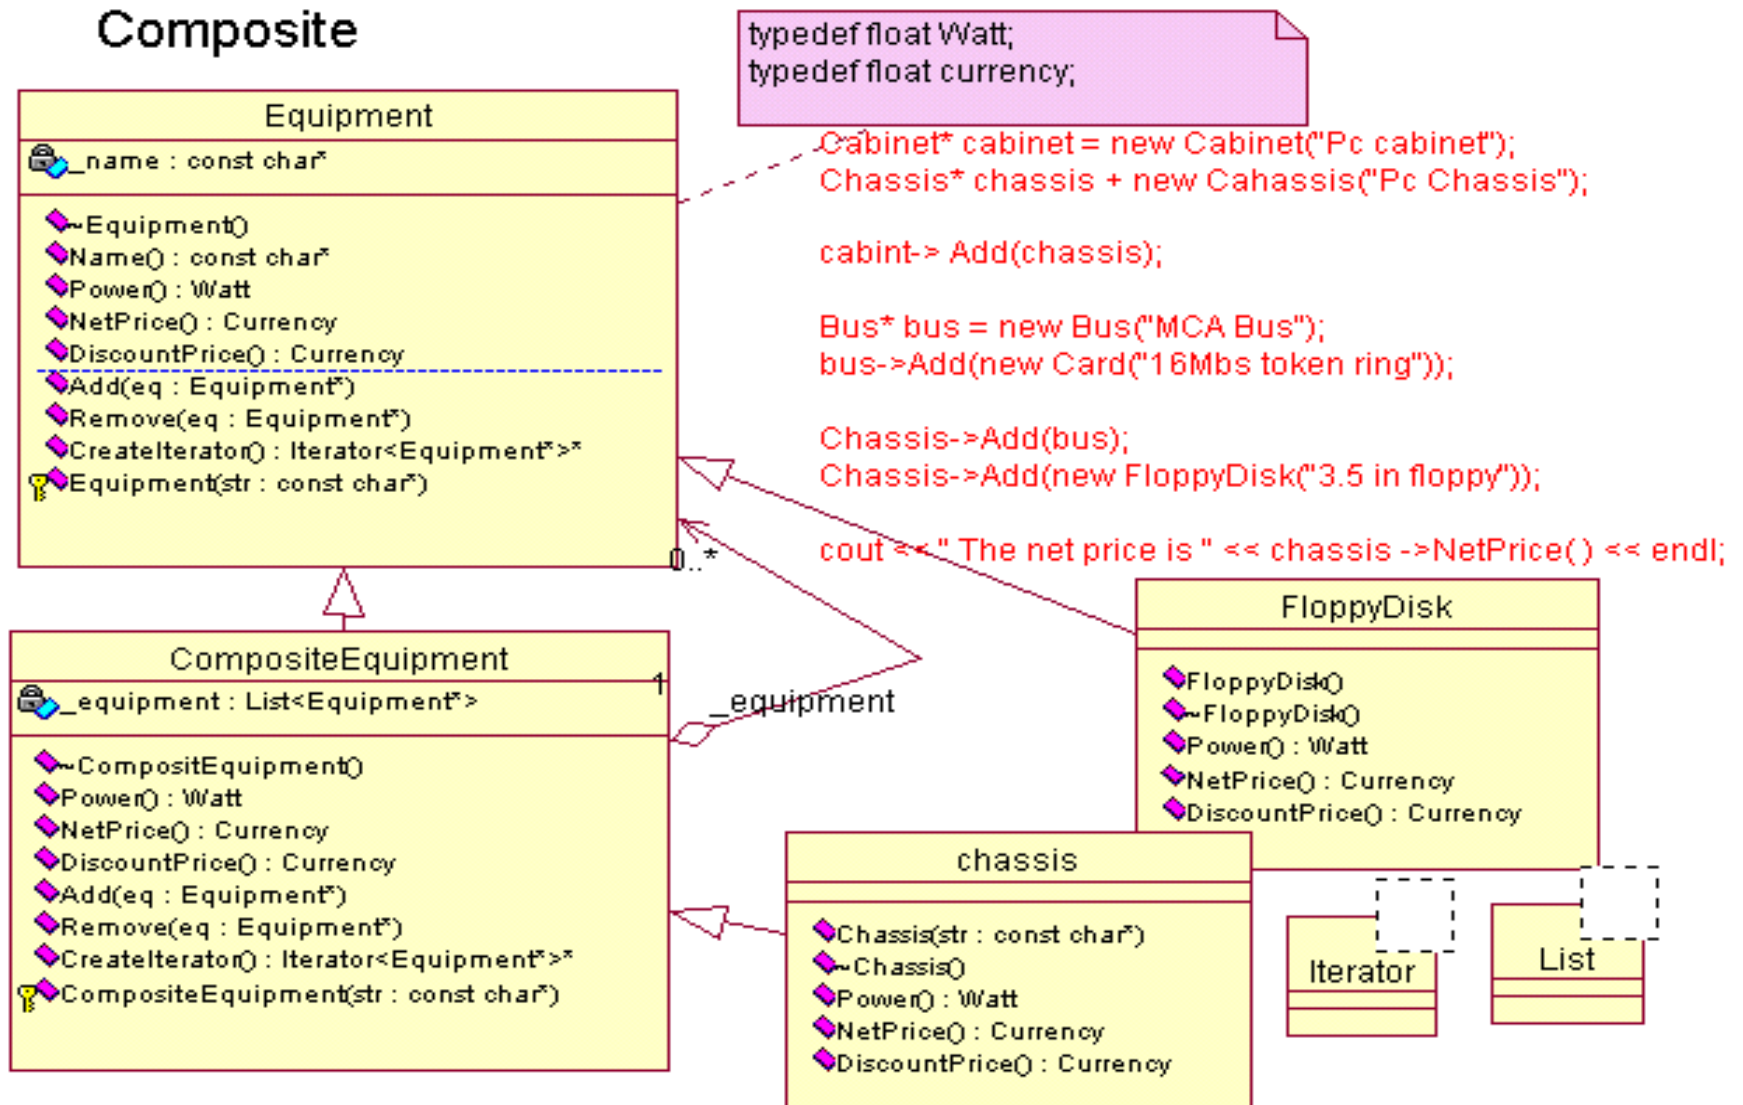 Composite
typedef float Watt;
typedef float currency;
Equipment
_name : const char*
~Equipment()
Name() : const char*
Power() : Watt
NetPrice() : Currency
DiscountPrice() : Currency
Add(eq : Equipment*)
Remove(eq : Equipment*)
CreateIterator() : Iterator<Equipment*>*
Equipment(str : const char*)
Cabinet* cabinet = new Cabinet("Pc cabinet");
Chassis* chassis + new Cahassis("Pc Chassis");
cabint-> Add(chassis);
Bus* bus = new Bus("MCA Bus");
bus->Add(new Card("16Mbs token ring"));
Chassis->Add(bus);
Chassis->Add(new FloppyDisk("3.5 in floppy"));
cout << " The net price is " << chassis ->NetPrice() << endl;
0..*
CompositeEquipment
1
_equipment : List<Equipment*>
_equipment
~CompositEquipment()
Power() : Watt
NetPrice() : Currency
DiscountPrice() : Currency
Add(eq : Equipment*)
Remove(eq : Equipment*)
CreateIterator() : Iterator<Equipment*>*
CompositeEquipment(str : const char*)
FloppyDisk
FloppyDisk()
~FloppyDisk()
Power() : Watt
NetPrice() : Currency
DiscountPrice() : Currency
chassis
Chassis(str : const char*)
~Chassis()
Power() : Watt
NetPrice() : Currency
DiscountPrice() : Currency
Iterator
List